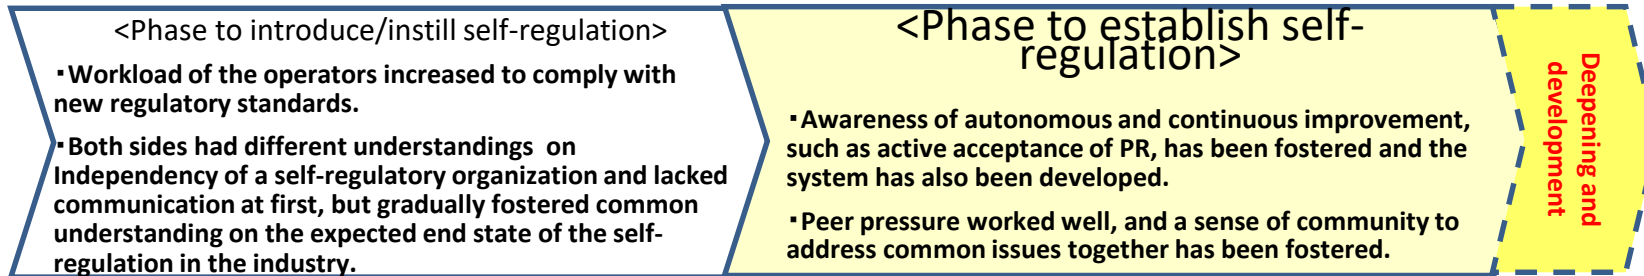 <Phase to introduce/instill self-regulation>
・Workload of the operators increased to comply with
new regulatory standards.
・Both sides had different understandings on
Independency of a self-regulatory organization and lacked
communication at first, but gradually fostered common
understanding on the expected end state of the self-
regulation in the industry.
<Phase to establish self-
regulation>
・Awareness of autonomous and continuous improvement,
such as active acceptance of PR, has been fostered and the
system has also been developed.
・Peer pressure worked well, and a sense of community to
address common issues together has been fostered.
Deepening and
development